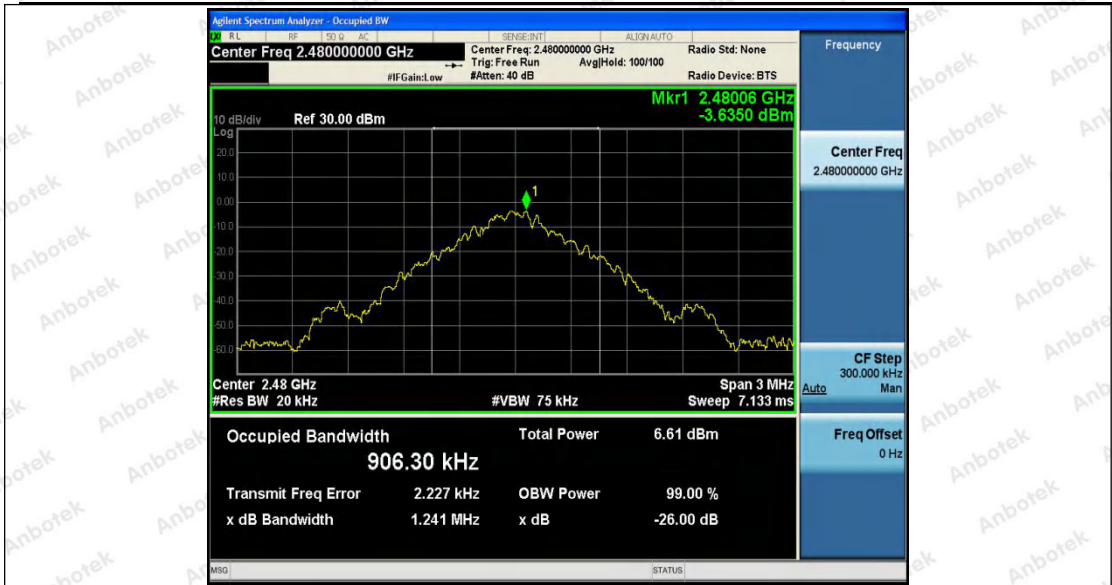 Agilent Spectrum Analyzer - Occupied BW
LXI RL RF 50 Ω AC SENSE:INT ALIGN AUTO
Center Freq 2.480000000 GHz
Center Freq: 2.480000000 GHz Radio Std: None
Trig: Free Run Avg|Hold: 100/100
#IFGain:Low #Atten: 40 dB Radio Device: BTS
Mkr1 2.48006 GHz
-3.6350 dBm
10 dB/div Ref 30.00 dBm
Log
20.0
10.0
0.00
-10.0
-20.0
-30.0
-40.0
-50.0
-60.0
1
Center 2.48 GHz Span 3 MHz
#Res BW 20 kHz #VBW 75 kHz Sweep 7.133 ms
Occupied Bandwidth Total Power 6.61 dBm
906.30 kHz
Transmit Freq Error 2.227 kHz OBW Power 99.00 %
x dB Bandwidth 1.241 MHz x dB -26.00 dB
MSG STATUS
Frequency
Center Freq
2.480000000 GHz
CF Step
300.000 kHz
Auto Man
Freq Offset
0 Hz
Anbotek